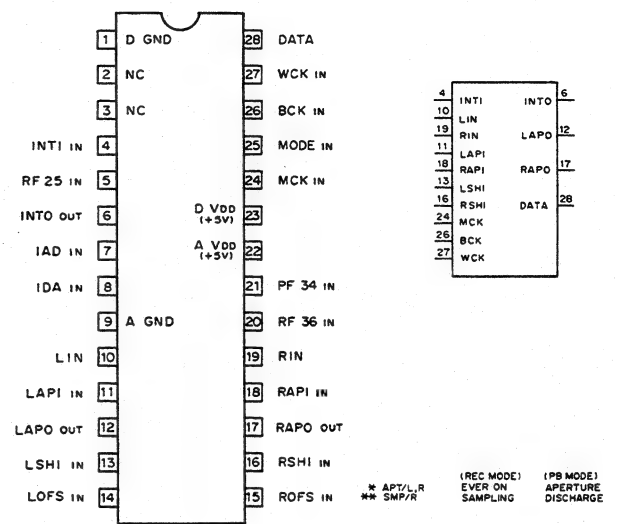 1 D GND 28 DATA
2 NC 27 WCK IN
3 NC 26 BCK IN
INTI IN 4 25 MODE IN
RF 25 IN 5 24 MCK IN
INTO OUT 6 D VDD (+5V) 23
IAD IN 7 A VDD (+5V) 22
IDA IN 8 21 PF 34 IN
9 A GND 20 RF 36 IN
LIN 10 19 RIN
LAPI IN 11 18 RAPI IN
LAPO OUT 12 17 RAPO OUT
LSHI IN 13 16 RSHI IN
LOFS IN 14 15 ROFS IN
4 INTI INTO 6
10 LIN
19 RIN LAPO 12
11 LAPI
18 RAPI RAPO 17
13 LSHI
16 RSHI DATA 28
24 MCK
26 BCK
27 WCK
(REC MODE) (PB MODE)
* APT/L,R EVER ON APERTURE
** SMP/R SAMPLING DISCHARGE